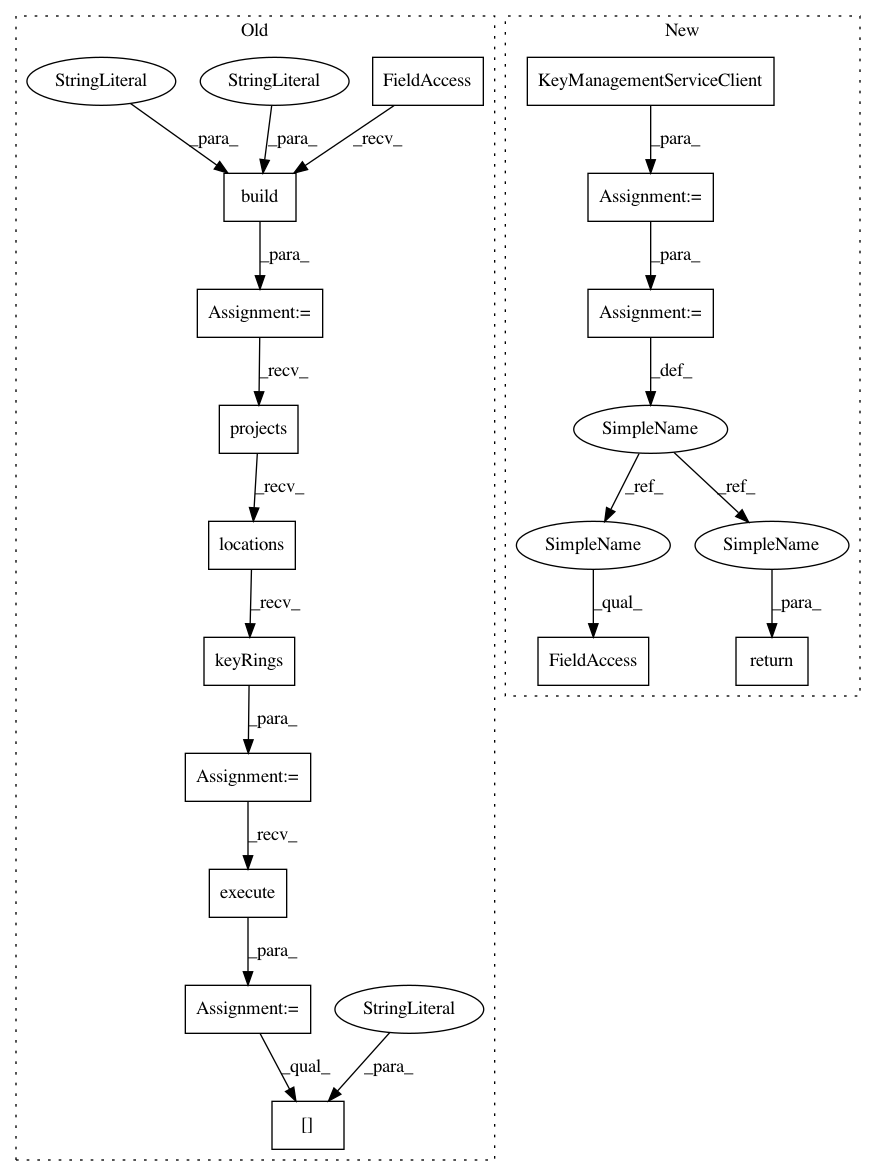 Old
New
StringLiteral
StringLiteral
FieldAccess
KeyManagementServiceClient
_para_
_para_
_recv_
_para_
build
Assignment:=
_para_
_para_
Assignment:=
Assignment:=
_recv_
_def_
projects
SimpleName
_recv_
_ref_
_ref_
locations
SimpleName
SimpleName
_recv_
_qual_
_para_
keyRings
FieldAccess
return
_para_
Assignment:=
_recv_
execute
_para_
Assignment:=
StringLiteral
_qual_
_para_
[]